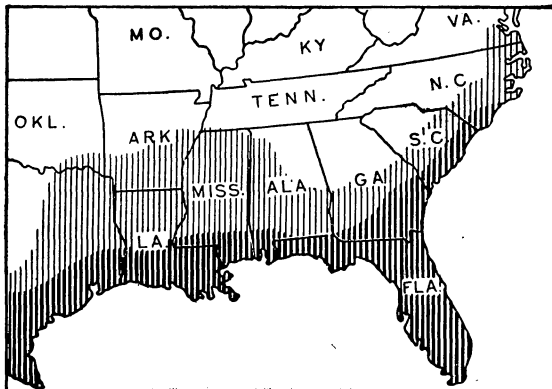 VA.
MO.
KY
N.C
TENN.
OKL.
ARK
S.C.
GA
MISS.
ALA.
LA.
FLA.